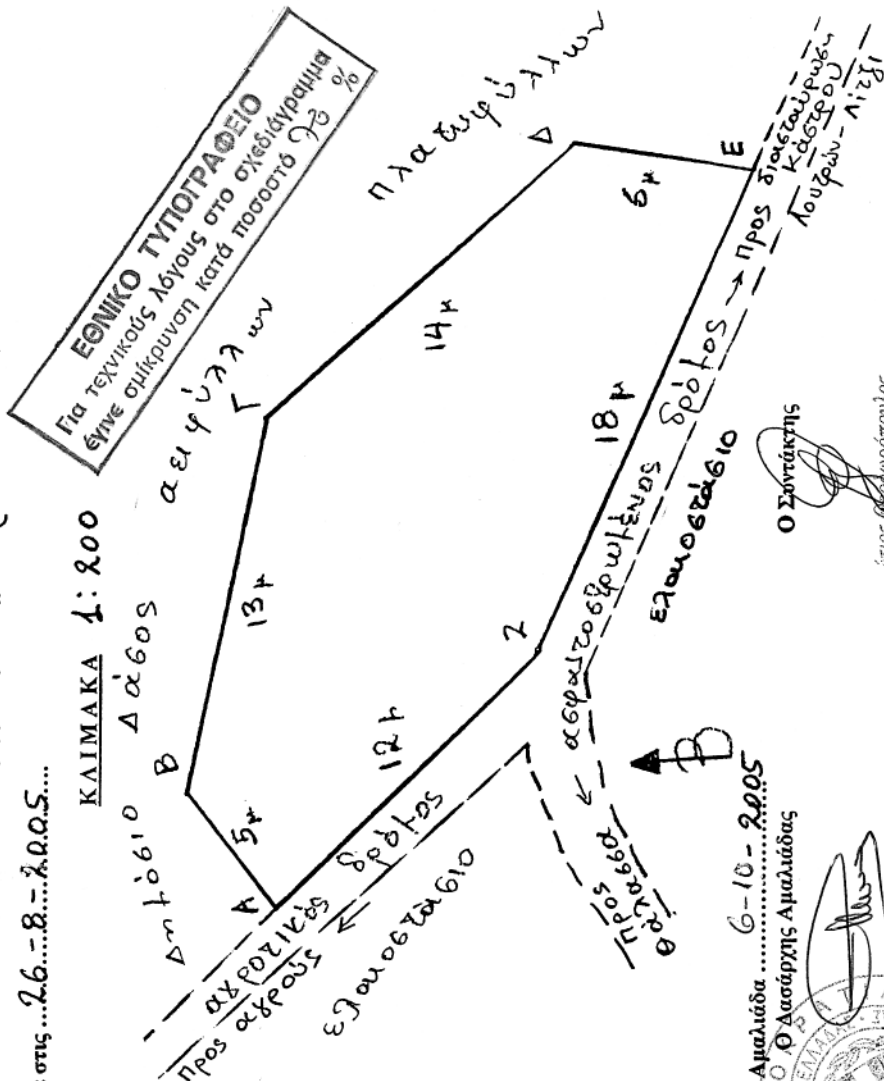 στις ...26.-8.-2005....
ΚΛΙΜΑΚΑ 1:200
ΕΘΝΙΚΟ ΤΥΠΟΓΡΑΦΕΙΟ
Για τεχνικούς λόγους στο σχεδιάγραμμα
έγινε σμίκρυνση κατά ποσοστό %
Δημόσιο Δάσος
αειφύλλων
πλατυφύλλων
Α
Β
Γ
Δ
Ε
Ζ
5μ
13μ
14μ
6μ
18μ
12μ
αγροτικός δρόμος
προς αγρούς ←
ελαιοστάσιο
← ασφαλτοστρωμένος δρόμος → προς διασταύρωση
κάστρου
Λουτρών - Λίτζι
προς
θάλασσα
ελαιοστάσιο
Β
Αμαλιάδα ....6-10-2005
Ο Δασάρχης Αμαλιάδας
Ο Συντάκτης